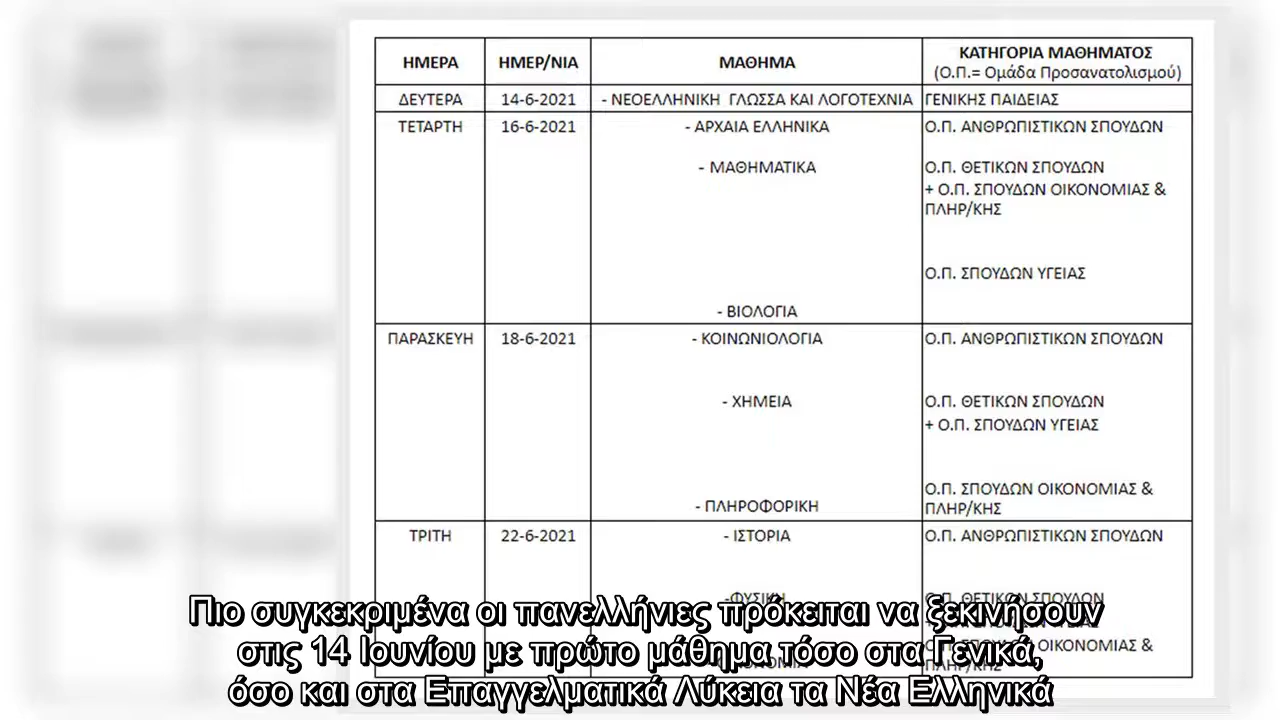 ΗΜΕΡΑ ΗΜΕΡ/ΝΙΑ ΜΑΘΗΜΑ ΚΑΤΗΓΟΡΙΑ ΜΑΘΗΜΑΤΟΣ
(Ο.Π.= Ομάδα Προσανατολισμού)
ΔΕΥΤΕΡΑ 14-6-2021 - ΝΕΟΕΛΛΗΝΙΚΗ ΓΛΩΣΣΑ ΚΑΙ ΛΟΓΟΤΕΧΝΙΑ ΓΕΝΙΚΗΣ ΠΑΙΔΕΙΑΣ
ΤΕΤΑΡΤΗ 16-6-2021 - ΑΡΧΑΙΑ ΕΛΛΗΝΙΚΑ Ο.Π. ΑΝΘΡΩΠΙΣΤΙΚΩΝ ΣΠΟΥΔΩΝ
- ΜΑΘΗΜΑΤΙΚΑ Ο.Π. ΘΕΤΙΚΩΝ ΣΠΟΥΔΩΝ
+ Ο.Π. ΣΠΟΥΔΩΝ ΟΙΚΟΝΟΜΙΑΣ &
ΠΛΗΡ/ΚΗΣ
Ο.Π. ΣΠΟΥΔΩΝ ΥΓΕΙΑΣ
- ΒΙΟΛΟΓΙΑ
ΠΑΡΑΣΚΕΥΗ 18-6-2021 - ΚΟΙΝΩΝΙΟΛΟΓΙΑ Ο.Π. ΑΝΘΡΩΠΙΣΤΙΚΩΝ ΣΠΟΥΔΩΝ
- ΧΗΜΕΙΑ Ο.Π. ΘΕΤΙΚΩΝ ΣΠΟΥΔΩΝ
+ Ο.Π. ΣΠΟΥΔΩΝ ΥΓΕΙΑΣ
Ο.Π. ΣΠΟΥΔΩΝ ΟΙΚΟΝΟΜΙΑΣ &
- ΠΛΗΡΟΦΟΡΙΚΗ ΠΛΗΡ/ΚΗΣ
ΤΡΙΤΗ 22-6-2021 - ΙΣΤΟΡΙΑ Ο.Π. ΑΝΘΡΩΠΙΣΤΙΚΩΝ ΣΠΟΥΔΩΝ
Πιο συγκεκριμένα οι πανελλήνιες πρόκειται να ξεκινήσουν
στις 14 Ιουνίου με πρώτο μάθημα τόσο στα Γενικά,
όσο και στα Επαγγελματικά Λύκεια τα Νέα Ελληνικά